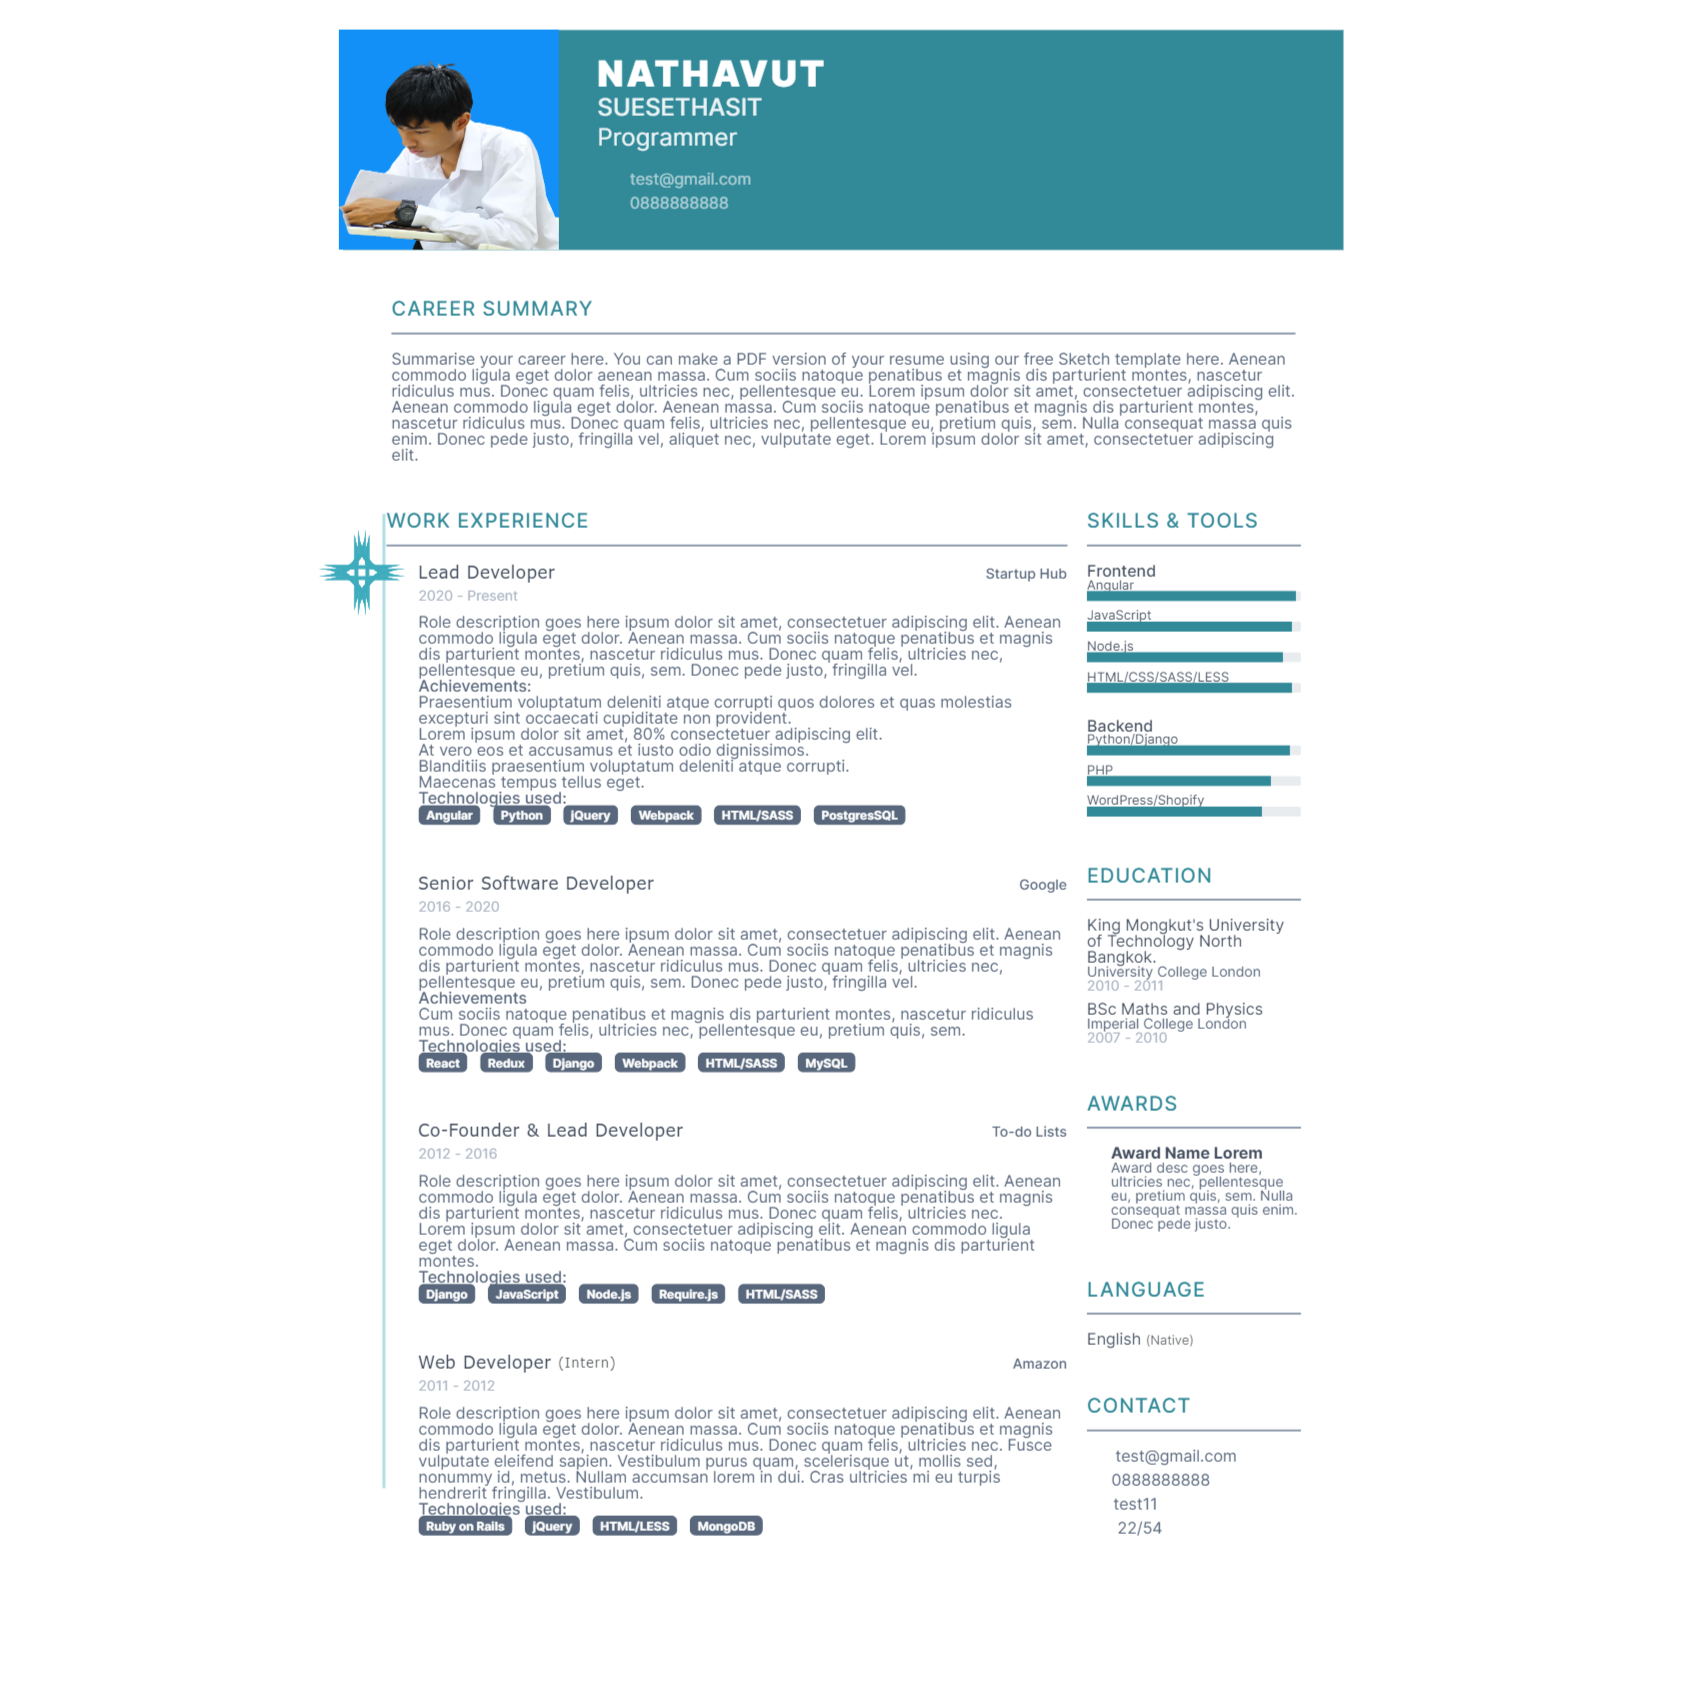 NATHAVUT
SUESETHASIT
Programmer
test@gmail.com
0888888888
CAREER SUMMARY
Summarise your career here. You can make a PDF version of your resume using our free Sketch template here. Aenean
commodo ligula eget dolor aenean massa. Cum sociis natoque penatibus et magnis dis parturient montes, nascetur
ridiculus mus. Donec quam felis, ultricies nec, pellentesque eu. Lorem ipsum dolor sit amet, consectetuer adipiscing elit.
Aenean commodo ligula eget dolor. Aenean massa. Cum sociis natoque penatibus et magnis dis parturient montes,
nascetur ridiculus mus. Donec quam felis, ultricies nec, pellentesque eu, pretium quis, sem. Nulla consequat massa quis
enim. Donec pede justo, fringilla vel, aliquet nec, vulputate eget. Lorem ipsum dolor sit amet, consectetuer adipiscing
elit.
WORK EXPERIENCE
Lead Developer
Startup Hub
2020 - Present
Role description goes here ipsum dolor sit amet, consectetuer adipiscing elit. Aenean
commodo ligula eget dolor. Aenean massa. Cum sociis natoque penatibus et magnis
dis parturient montes, nascetur ridiculus mus. Donec quam felis, ultricies nec,
pellentesque eu, pretium quis, sem. Donec pede justo, fringilla vel.
Achievements:
Praesentium voluptatum deleniti atque corrupti quos dolores et quas molestias
excepturi sint occaecati cupiditate non provident.
Lorem ipsum dolor sit amet, 80% consectetuer adipiscing elit.
At vero eos et accusamus et iusto odio dignissimos.
Blanditiis praesentium voluptatum deleniti atque corrupti.
Maecenas tempus tellus eget.
Technologies used:
Angular Python jQuery Webpack HTML/SASS PostgresSQL
Senior Software Developer
Google
2016 - 2020
Role description goes here ipsum dolor sit amet, consectetuer adipiscing elit. Aenean
commodo ligula eget dolor. Aenean massa. Cum sociis natoque penatibus et magnis
dis parturient montes, nascetur ridiculus mus. Donec quam felis, ultricies nec,
pellentesque eu, pretium quis, sem. Donec pede justo, fringilla vel.
Achievements
Cum sociis natoque penatibus et magnis dis parturient montes, nascetur ridiculus
mus. Donec quam felis, ultricies nec, pellentesque eu, pretium quis, sem.
Technologies used:
React Redux Django Webpack HTML/SASS MySQL
Co-Founder & Lead Developer
To-do Lists
2012 - 2016
Role description goes here ipsum dolor sit amet, consectetuer adipiscing elit. Aenean
commodo ligula eget dolor. Aenean massa. Cum sociis natoque penatibus et magnis
dis parturient montes, nascetur ridiculus mus. Donec quam felis, ultricies nec.
Lorem ipsum dolor sit amet, consectetuer adipiscing elit. Aenean commodo ligula
eget dolor. Aenean massa. Cum sociis natoque penatibus et magnis dis parturient
montes.
Technologies used:
Django JavaScript Node.js Require.js HTML/SASS
Web Developer (Intern)
Amazon
2011 - 2012
Role description goes here ipsum dolor sit amet, consectetuer adipiscing elit. Aenean
commodo ligula eget dolor. Aenean massa. Cum sociis natoque penatibus et magnis
dis parturient montes, nascetur ridiculus mus. Donec quam felis, ultricies nec. Fusce
vulputate eleifend sapien. Vestibulum purus quam, scelerisque ut, mollis sed,
nonummy id, metus. Nullam accumsan lorem in dui. Cras ultricies mi eu turpis
hendrerit fringilla. Vestibulum.
Technologies used:
Ruby on Rails jQuery HTML/LESS MongoDB
SKILLS & TOOLS
Frontend
Angular
JavaScript
Node.js
HTML/CSS/SASS/LESS
Backend
Python/Django
PHP
WordPress/Shopify
EDUCATION
King Mongkut's University
of Technology North
Bangkok.
University College London
2010 - 2011
BSc Maths and Physics
Imperial College London
2007 - 2010
AWARDS
Award Name Lorem
Award desc goes here,
ultricies nec, pellentesque
eu, pretium quis, sem. Nulla
consequat massa quis enim.
Donec pede justo.
LANGUAGE
English (Native)
CONTACT
test@gmail.com
0888888888
test11
22/54